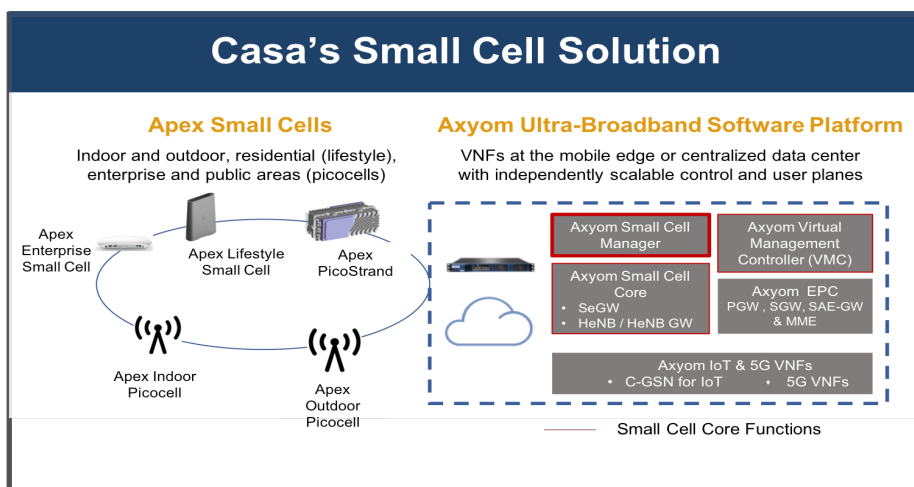 Casa's Small Cell Solution
Apex Small Cells
Indoor and outdoor, residential (lifestyle),
enterprise and public areas (picocells)
Apex
Enterprise
Small Cell
Apex Lifestyle
Small Cell
Apex
PicoStrand
Apex Indoor
Picocell
Apex
Outdoor
Picocell
Axyom Ultra-Broadband Software Platform
VNFs at the mobile edge or centralized data center
with independently scalable control and user planes
Axyom Small Cell
Manager
Axyom Virtual
Management
Controller (VMC)
Axyom Small Cell
Core
• SeGW
• HeNB / HeNB GW
Axyom EPC
PGW , SGW, SAE-GW
& MME
Axyom IoT & 5G VNFs
• C-GSN for IoT • 5G VNFs
Small Cell Core Functions